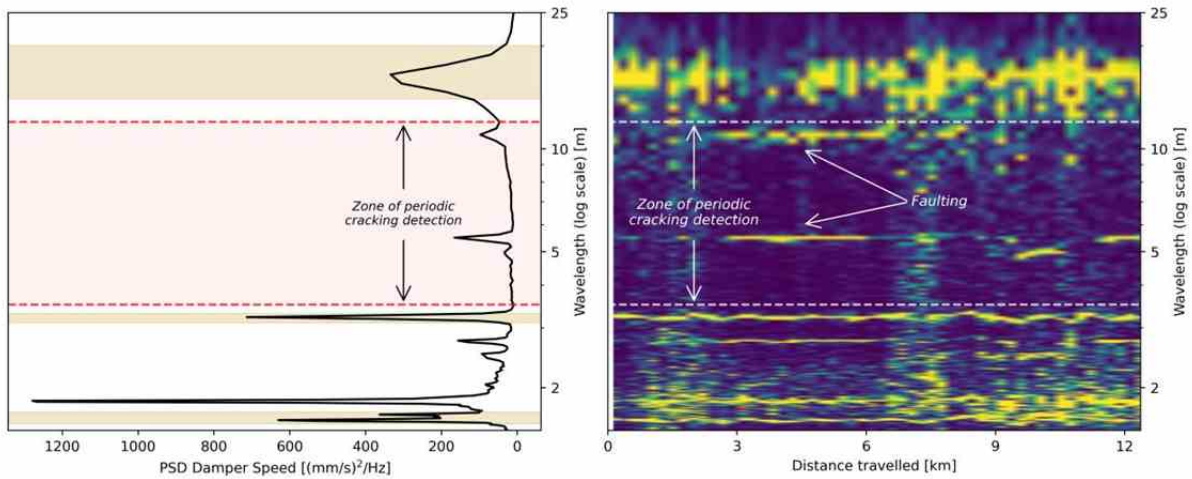 25
10
5
2
Wavelength (log scale) [m]
Zone of periodic
cracking detection
1200
1000
800
600
400
200
0
PSD Damper Speed [(mm/s)²/Hz]
25
10
5
2
Wavelength (log scale) [m]
Zone of periodic
cracking detection
Faulting
0
3
6
9
12
Distance travelled [km]